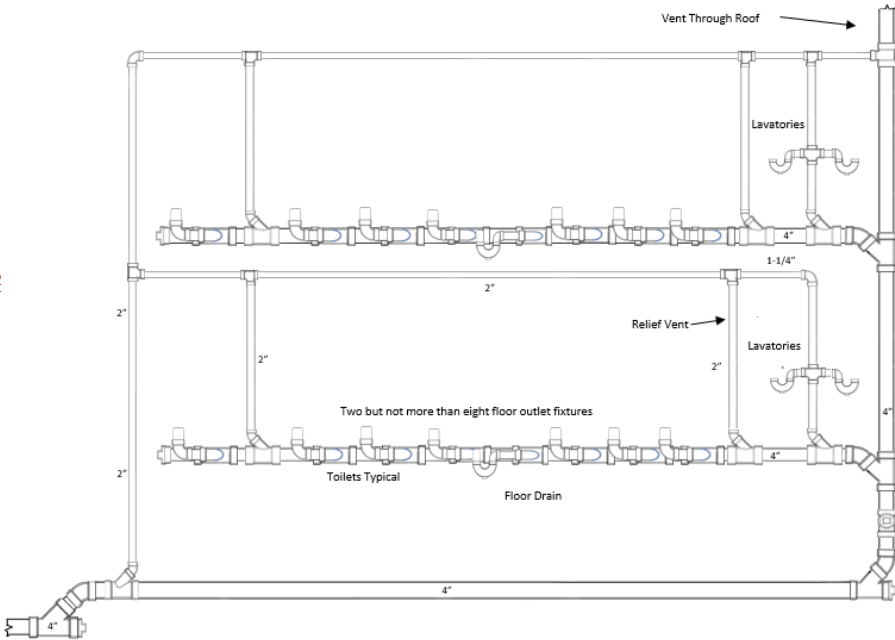 Vent Through Roof
Lavatories
4"
1-1/4"
2"
2"
Relief Vent
Lavatories
2"
2"
Two but not more than eight floor outlet fixtures
4"
4"
2"
Toilets Typical
Floor Drain
4"
4"